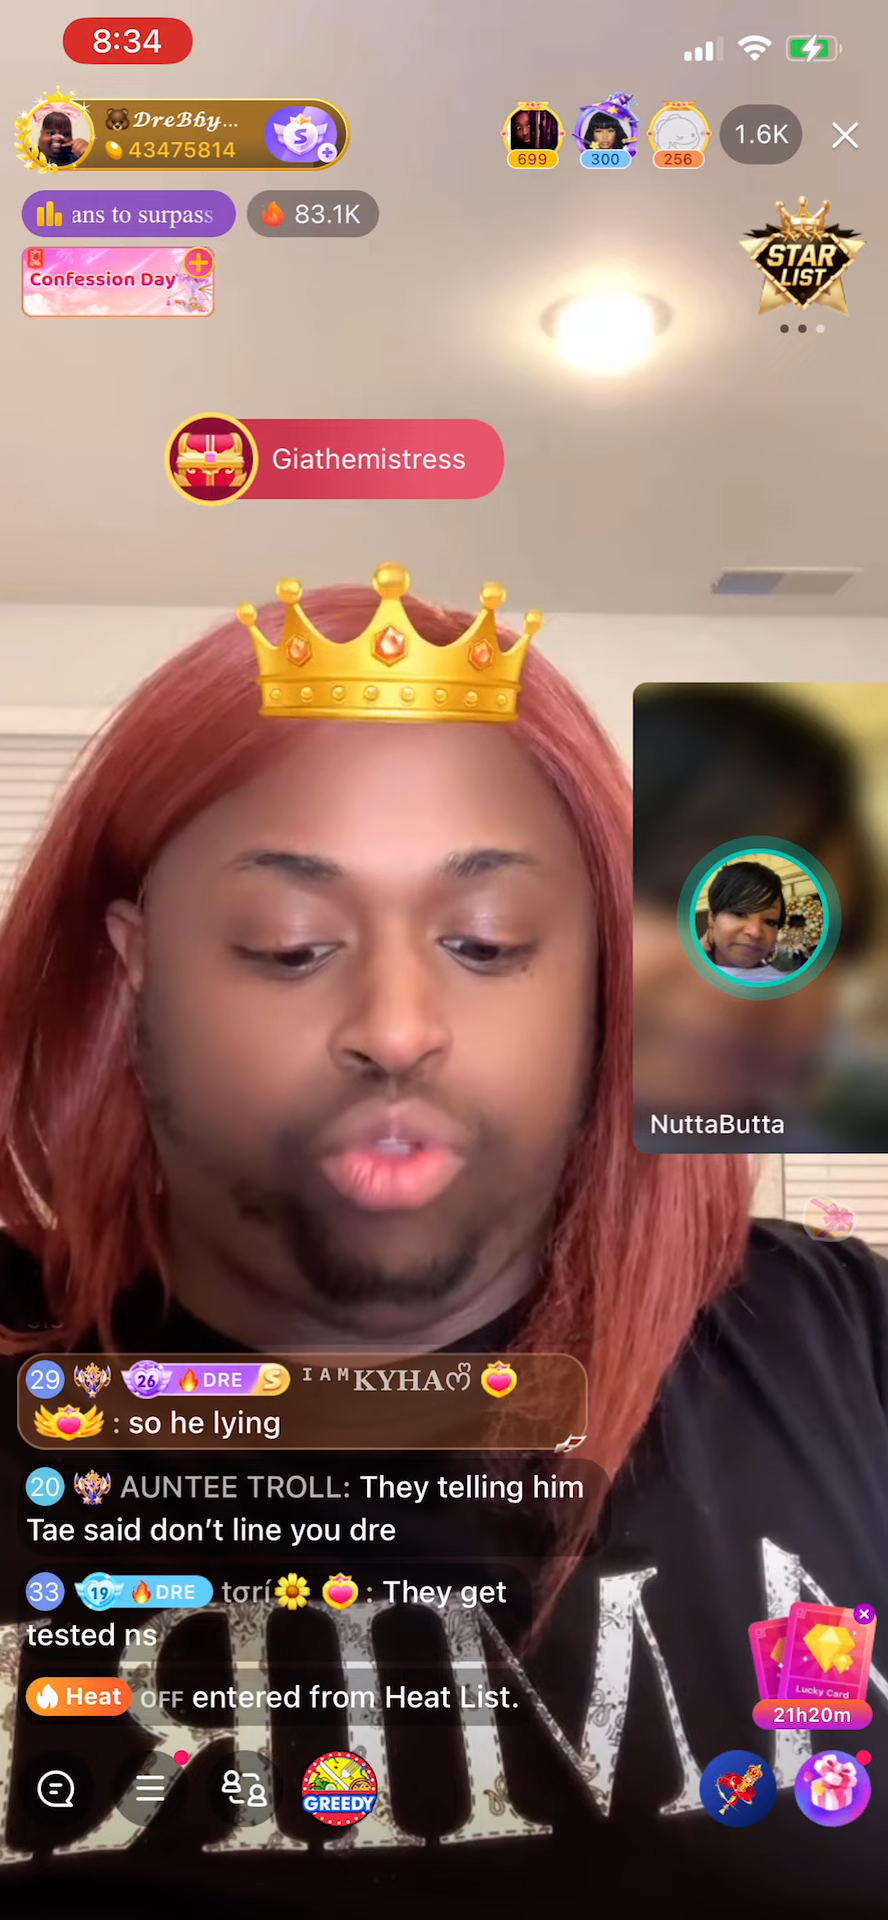 8:34
🐻𝓓𝓻𝓮𝓑𝓫𝔂...
43475814
S
699
300
256
1.6K
ans to surpass
83.1K
Confession Day
STAR
LIST
Giathemistress
NuttaButta
29 26 🔥DRE S ᴵ ᴬ ᴹKYHAෆ
: so he lying
20 AUNTEE TROLL: They telling him
Tae said don’t line you dre
33 19 🔥DRE tσrí🌼 : They get
tested ns
Heat OFF entered from Heat List.
Lucky Card
21h20m
GREEDY